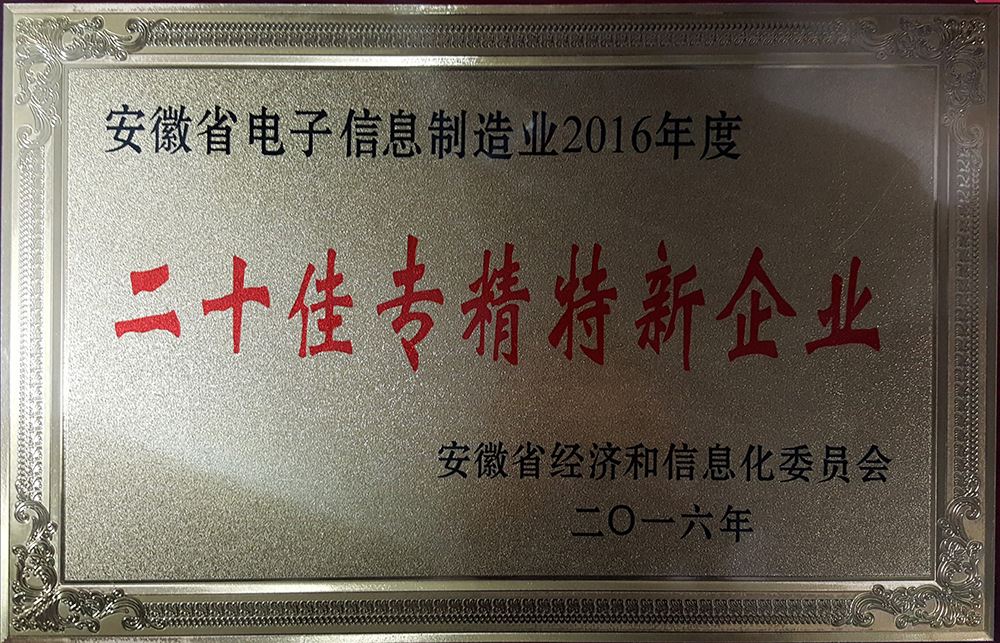 安徽省电子信息制造业2016年度
二十佳专精特新企业
安徽省经济和信息化委员会
二〇一六年